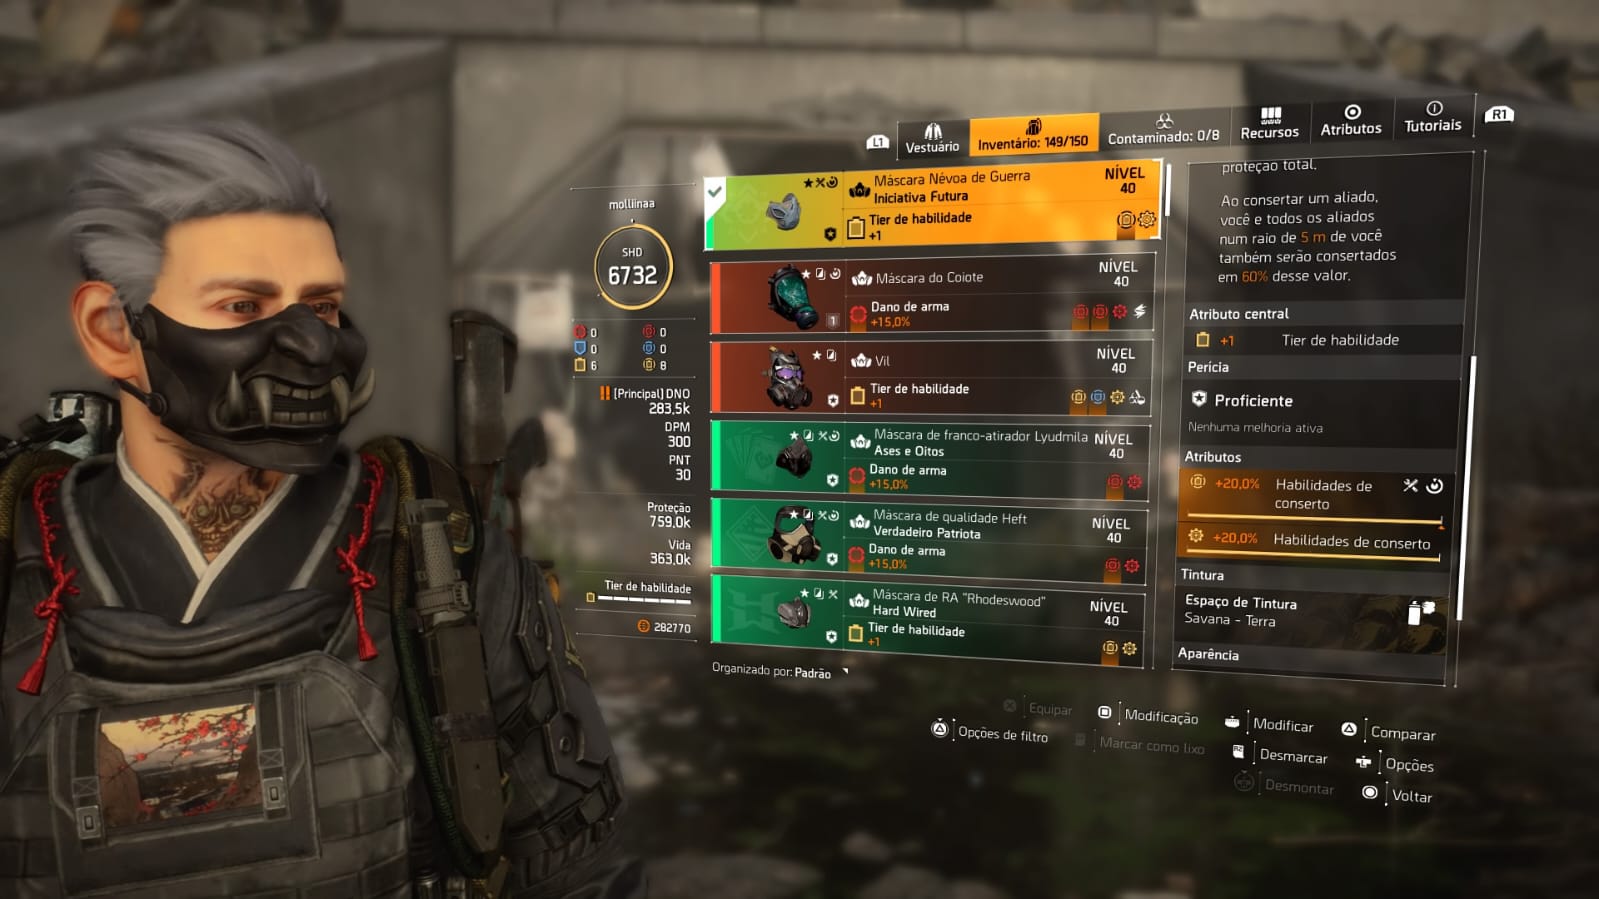 L1
Vestuário
Inventário: 149/150
Contaminado: 0/8
Recursos
Atributos
Tutoriais
R1
molliinaa
SHD
6732
0
0
0
0
6
8
[Principal] DNO
283,5k
DPM
300
PNT
30
Proteção
759,0k
Vida
363,0k
Tier de habilidade
282770
Máscara Névoa de Guerra
Iniciativa Futura
NÍVEL
40
Tier de habilidade
+1
Máscara do Coiote
NÍVEL
40
Dano de arma
+15,0%
1
Vil
NÍVEL
40
Tier de habilidade
+1
Máscara de franco-atirador Lyudmila
Ases e Oitos
NÍVEL
40
Dano de arma
+15,0%
Máscara de qualidade Heft
Verdadeiro Patriota
NÍVEL
40
Dano de arma
+15,0%
Máscara de RA "Rhodeswood"
Hard Wired
NÍVEL
40
Tier de habilidade
+1
Organizado por: Padrão
proteção total.
Ao consertar um aliado,
você e todos os aliados
num raio de 5 m de você
também serão consertados
em 60% desse valor.
Atributo central
+1 Tier de habilidade
Perícia
Proficiente
Nenhuma melhoria ativa
Atributos
+20,0% Habilidades de
conserto
+20,0% Habilidades de conserto
Tintura
Espaço de Tintura
Savana - Terra
Aparência
Equipar
Modificação
Modificar
Comparar
Opções de filtro
Marcar como lixo
R2
Desmarcar
Opções
Desmontar
Voltar